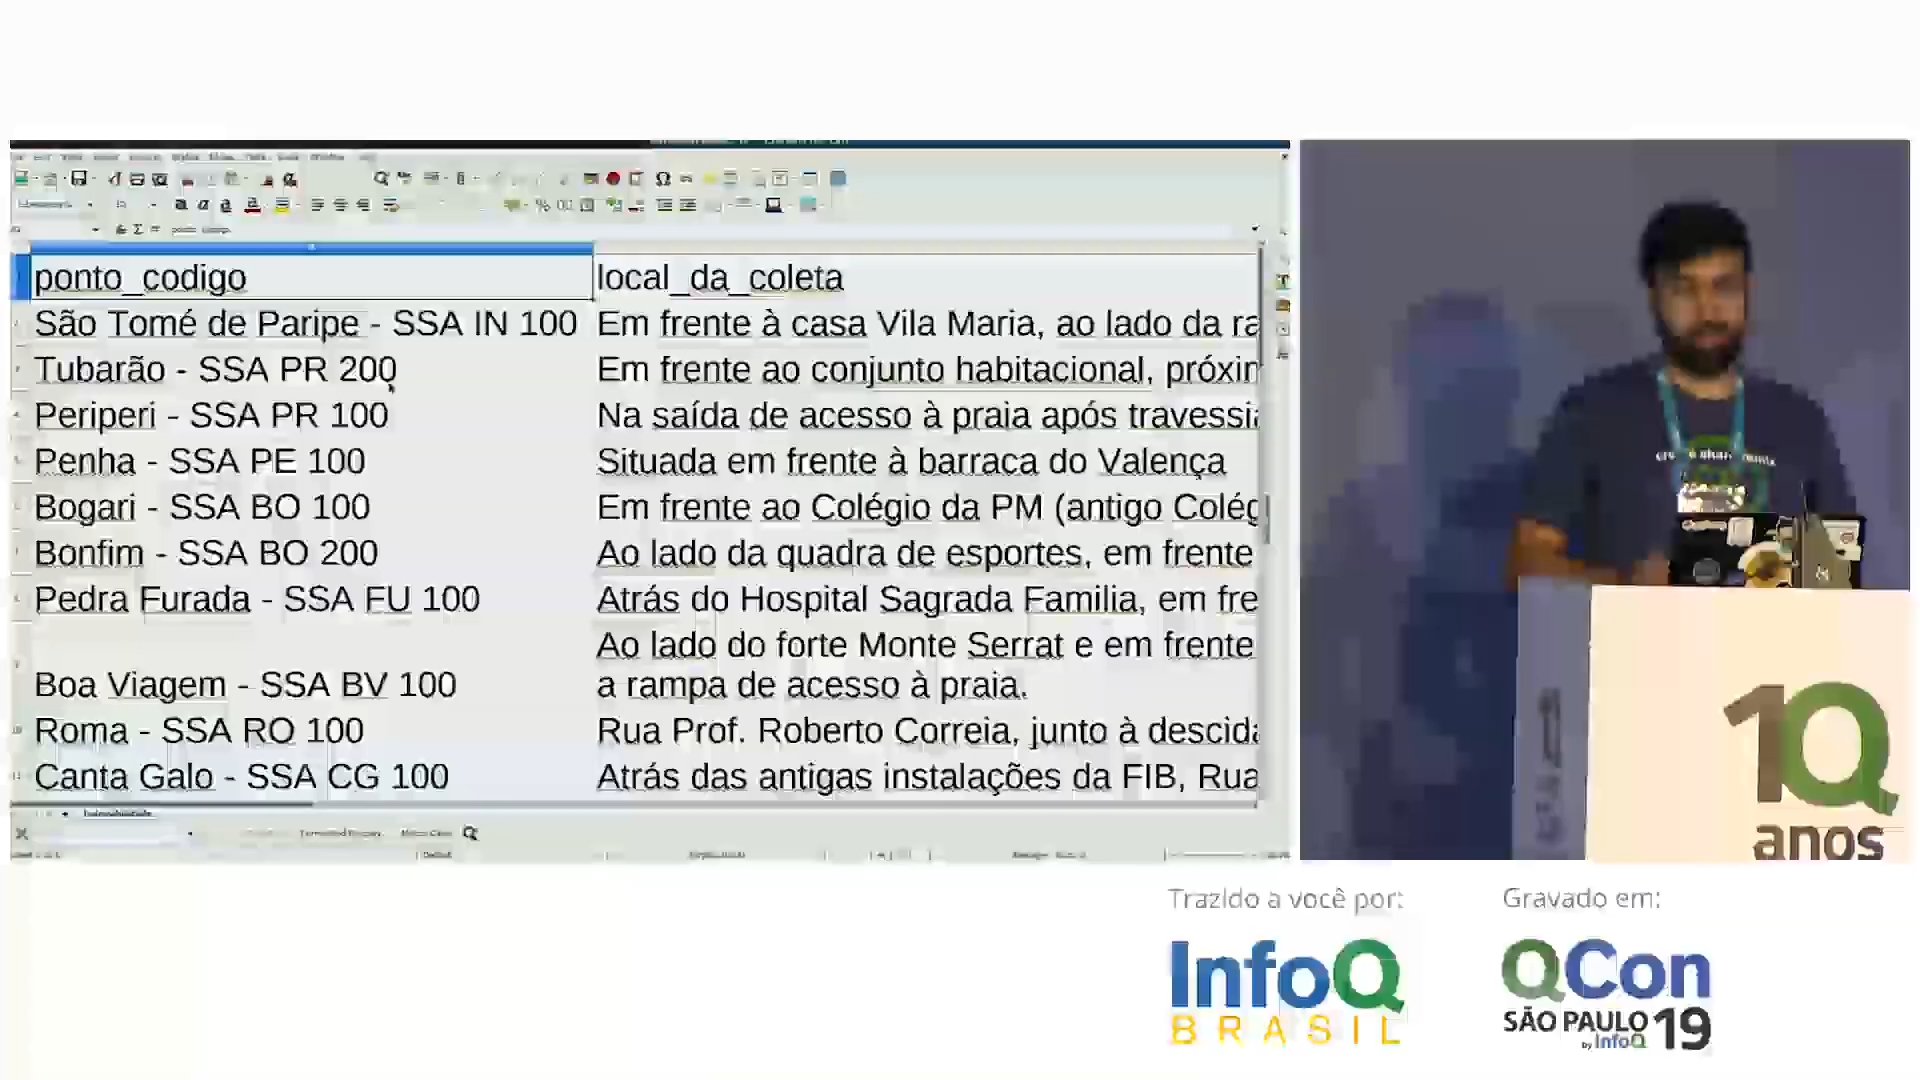 ponto_codigo local_da_coleta
São Tomé de Paripe - SSA IN 100 Em frente à casa Vila Maria, ao lado da ra
Tubarão - SSA PR 200 Em frente ao conjunto habitacional, próxin
Periperi - SSA PR 100 Na saída de acesso à praia após travessia
Penha - SSA PE 100 Situada em frente à barraca do Valença
Bogari - SSA BO 100 Em frente ao Colégio da PM (antigo Colég
Bonfim - SSA BO 200 Ao lado da quadra de esportes, em frente
Pedra Furada - SSA FU 100 Atrás do Hospital Sagrada Familia, em fre
Ao lado do forte Monte Serrat e em frente
Boa Viagem - SSA BV 100 a rampa de acesso à praia.
Roma - SSA RO 100 Rua Prof. Roberto Correia, junto à descida
Canta Galo - SSA CG 100 Atrás das antigas instalações da FIB, Rua
10
anos
Trazido a você por:
InfoQ
BRASIL
Gravado em:
QCon
SÃO PAULO 19
by InfoQ